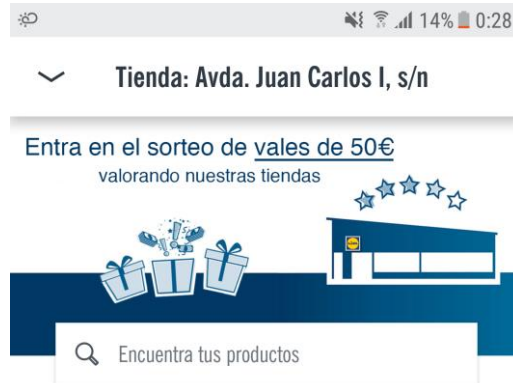 14% 0:28
Tienda: Avda. Juan Carlos I, s/n
Entra en el sorteo de vales de 50€
valorando nuestras tiendas
Encuentra tus productos